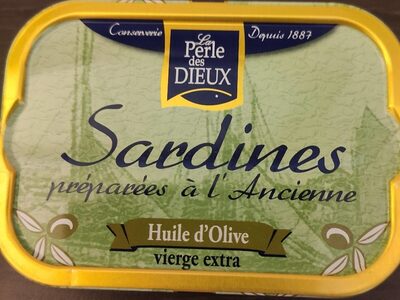 Conserverie
Depuis 1887
La
Perle
des
DIEUX
Sardines
préparées à l'Ancienne
Huile d'Olive
vierge extra